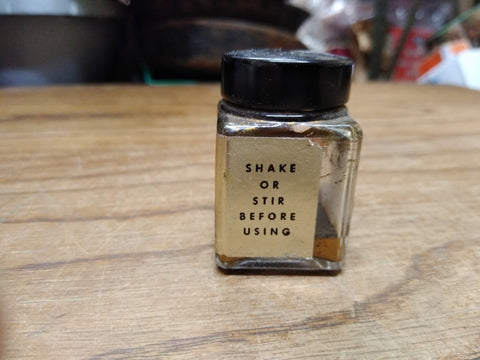 SHAKE
OR
STIR
BEFORE
USING